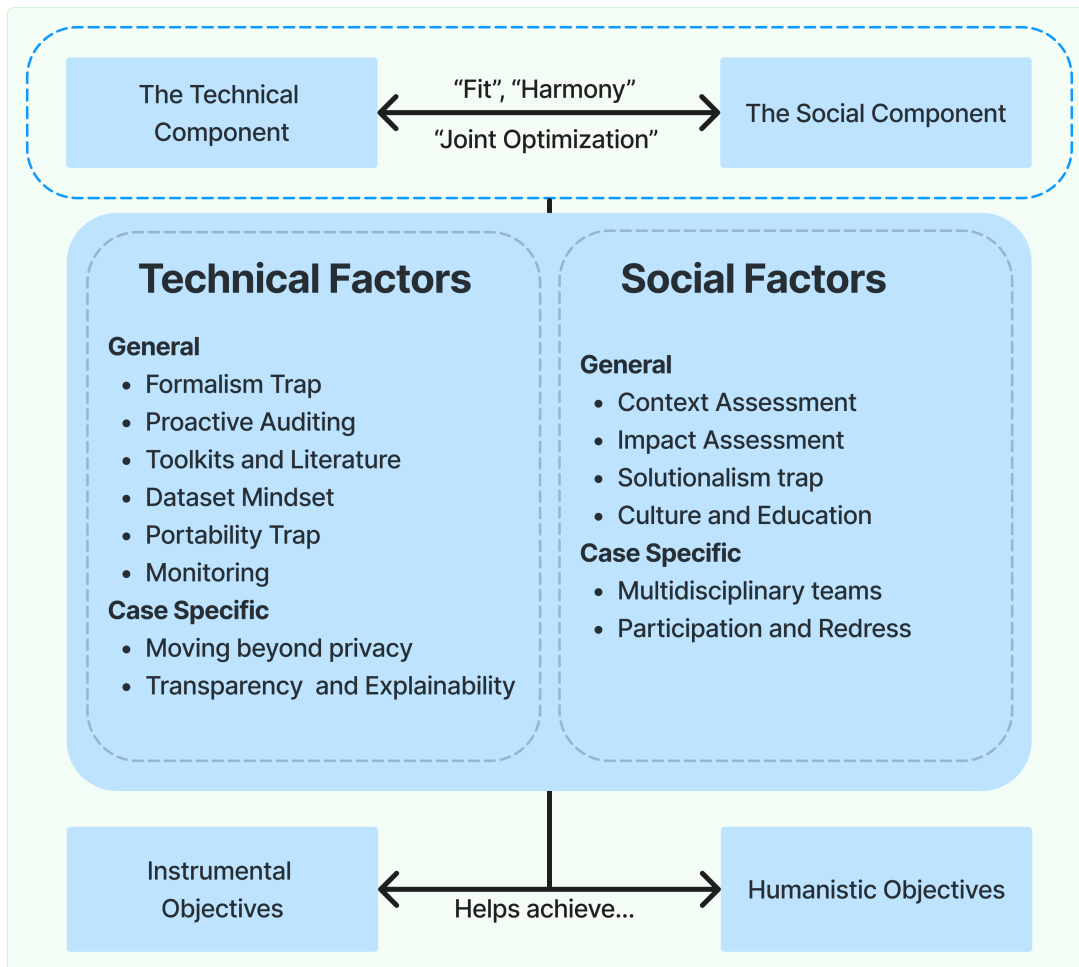 The Technical
Component
“Fit”, “Harmony”
“Joint Optimization”
The Social Component
Technical Factors
General
• Formalism Trap
• Proactive Auditing
• Toolkits and Literature
• Dataset Mindset
• Portability Trap
• Monitoring
Case Specific
• Moving beyond privacy
• Transparency  and Explainability
Social Factors
General
• Context Assessment
• Impact Assessment
• Solutionalism trap
• Culture and Education
Case Specific
• Multidisciplinary teams
• Participation and Redress
Instrumental
Objectives
Helps achieve...
Humanistic Objectives